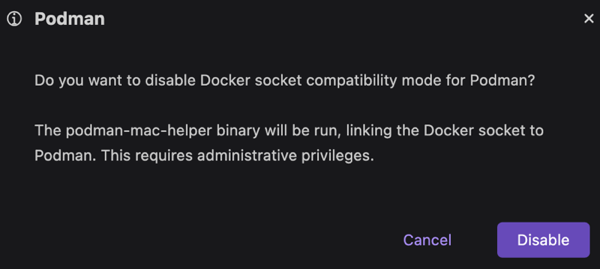 Podman
Do you want to disable Docker socket compatibility mode for Podman?
The podman-mac-helper binary will be run, linking the Docker socket to
Podman. This requires administrative privileges.
Cancel
Disable